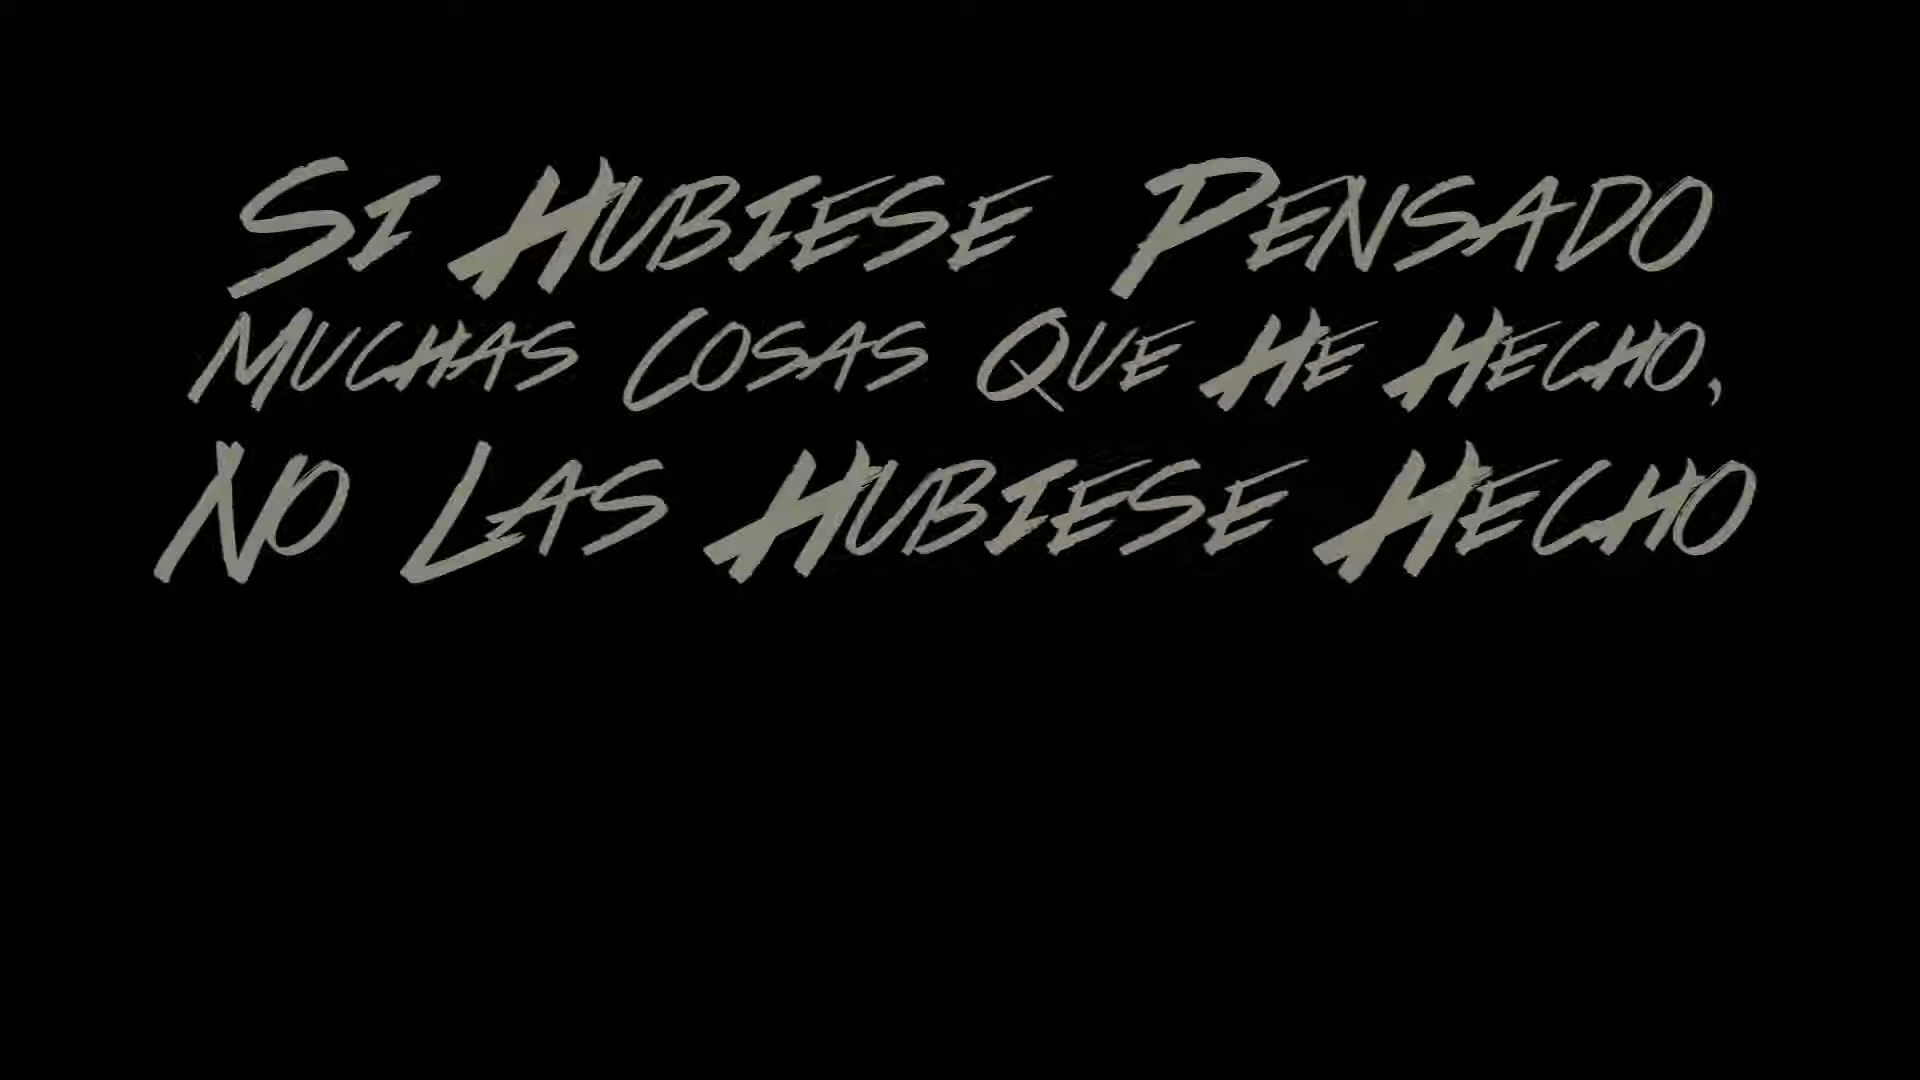 Si Hubiese Pensado
Muchas Cosas Que He Hecho,
No Las Hubiese Hecho